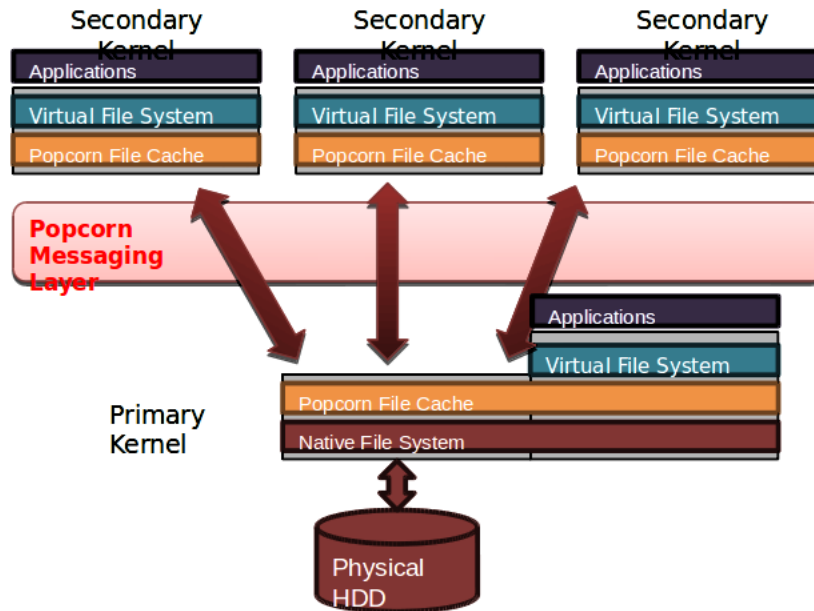 Secondary Kernel
Secondary Kernel
Secondary Kernel
Applications
Applications
Applications
Virtual File System
Virtual File System
Virtual File System
Popcorn File Cache
Popcorn File Cache
Popcorn File Cache
Popcorn
Messaging
Layer
Applications
Virtual File System
Primary
Kernel
Popcorn File Cache
Native File System
Physical
HDD